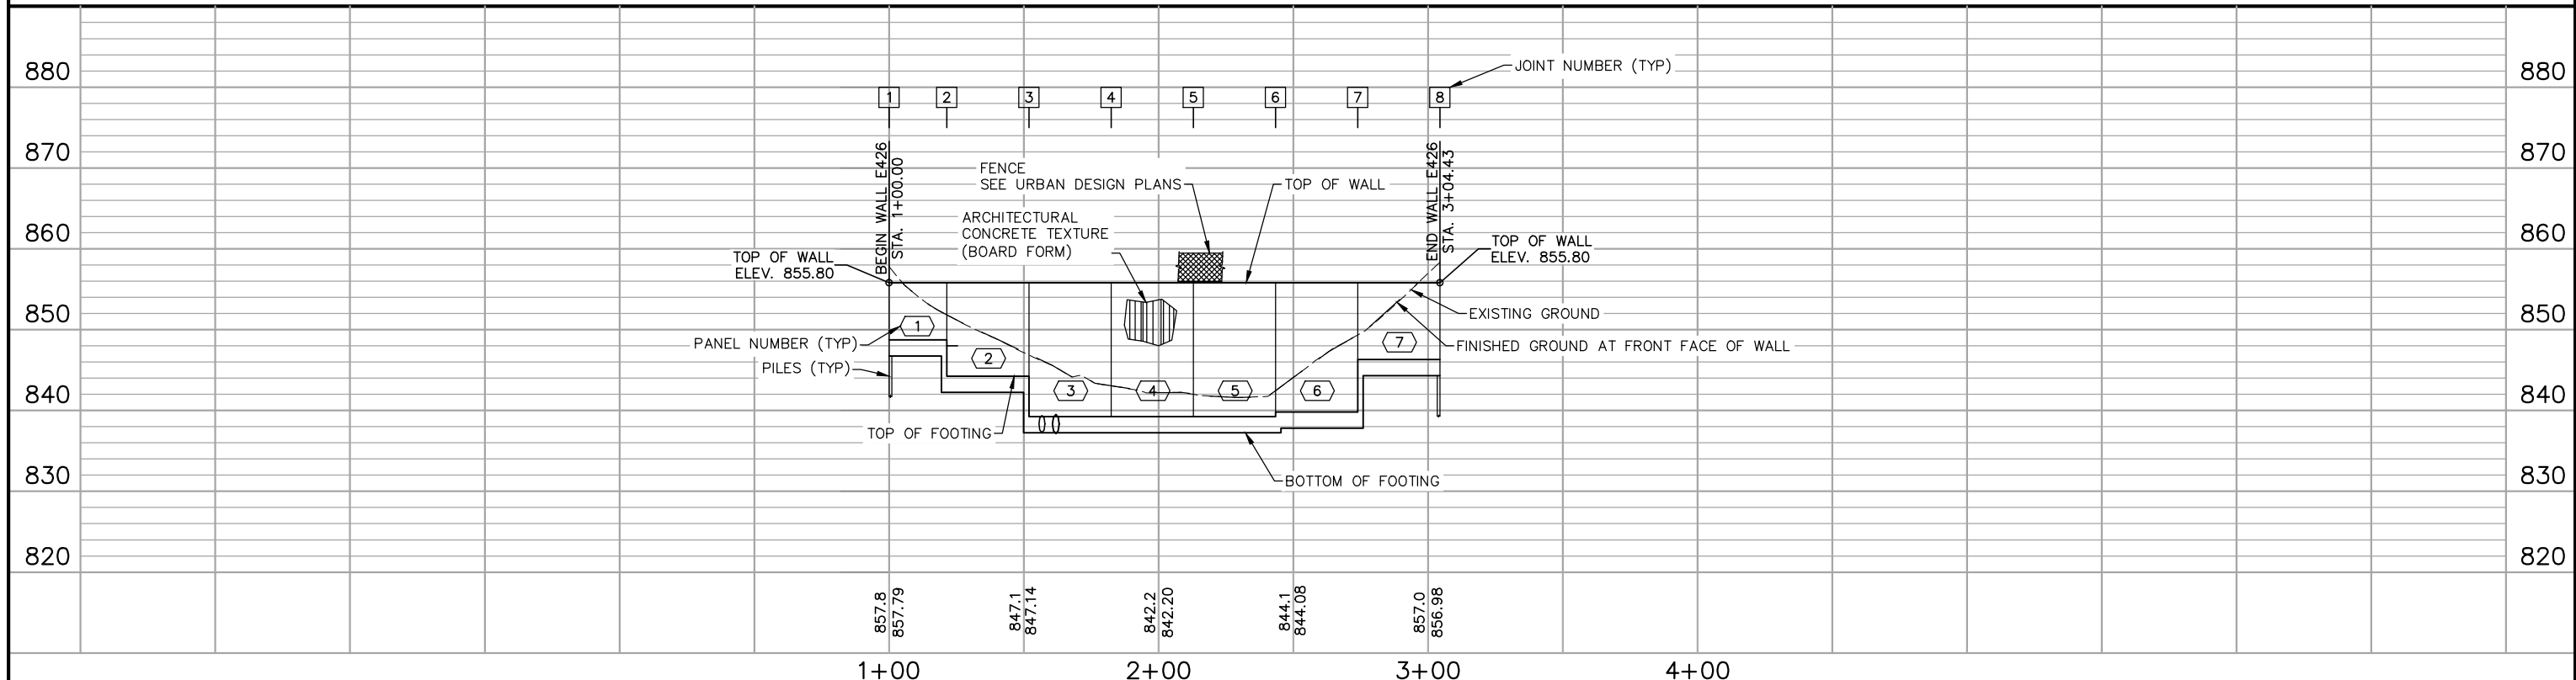 880
880
JOINT NUMBER (TYP)
1
2
3
4
5
6
7
8
870
870
BEGIN WALL E426
STA. 1+00.00
END WALL E426
STA. 3+04.43
FENCE
SEE URBAN DESIGN PLANS
TOP OF WALL
ARCHITECTURAL
CONCRETE TEXTURE
(BOARD FORM)
860
860
TOP OF WALL
ELEV. 855.80
TOP OF WALL
ELEV. 855.80
850
850
EXISTING GROUND
1
PANEL NUMBER (TYP)
2
7
FINISHED GROUND AT FRONT FACE OF WALL
PILES (TYP)
3
4
5
6
840
840
TOP OF FOOTING
830
830
BOTTOM OF FOOTING
820
820
857.8
857.79
847.1
847.14
842.2
842.20
844.1
844.08
857.0
856.98
1+00
2+00
3+00
4+00